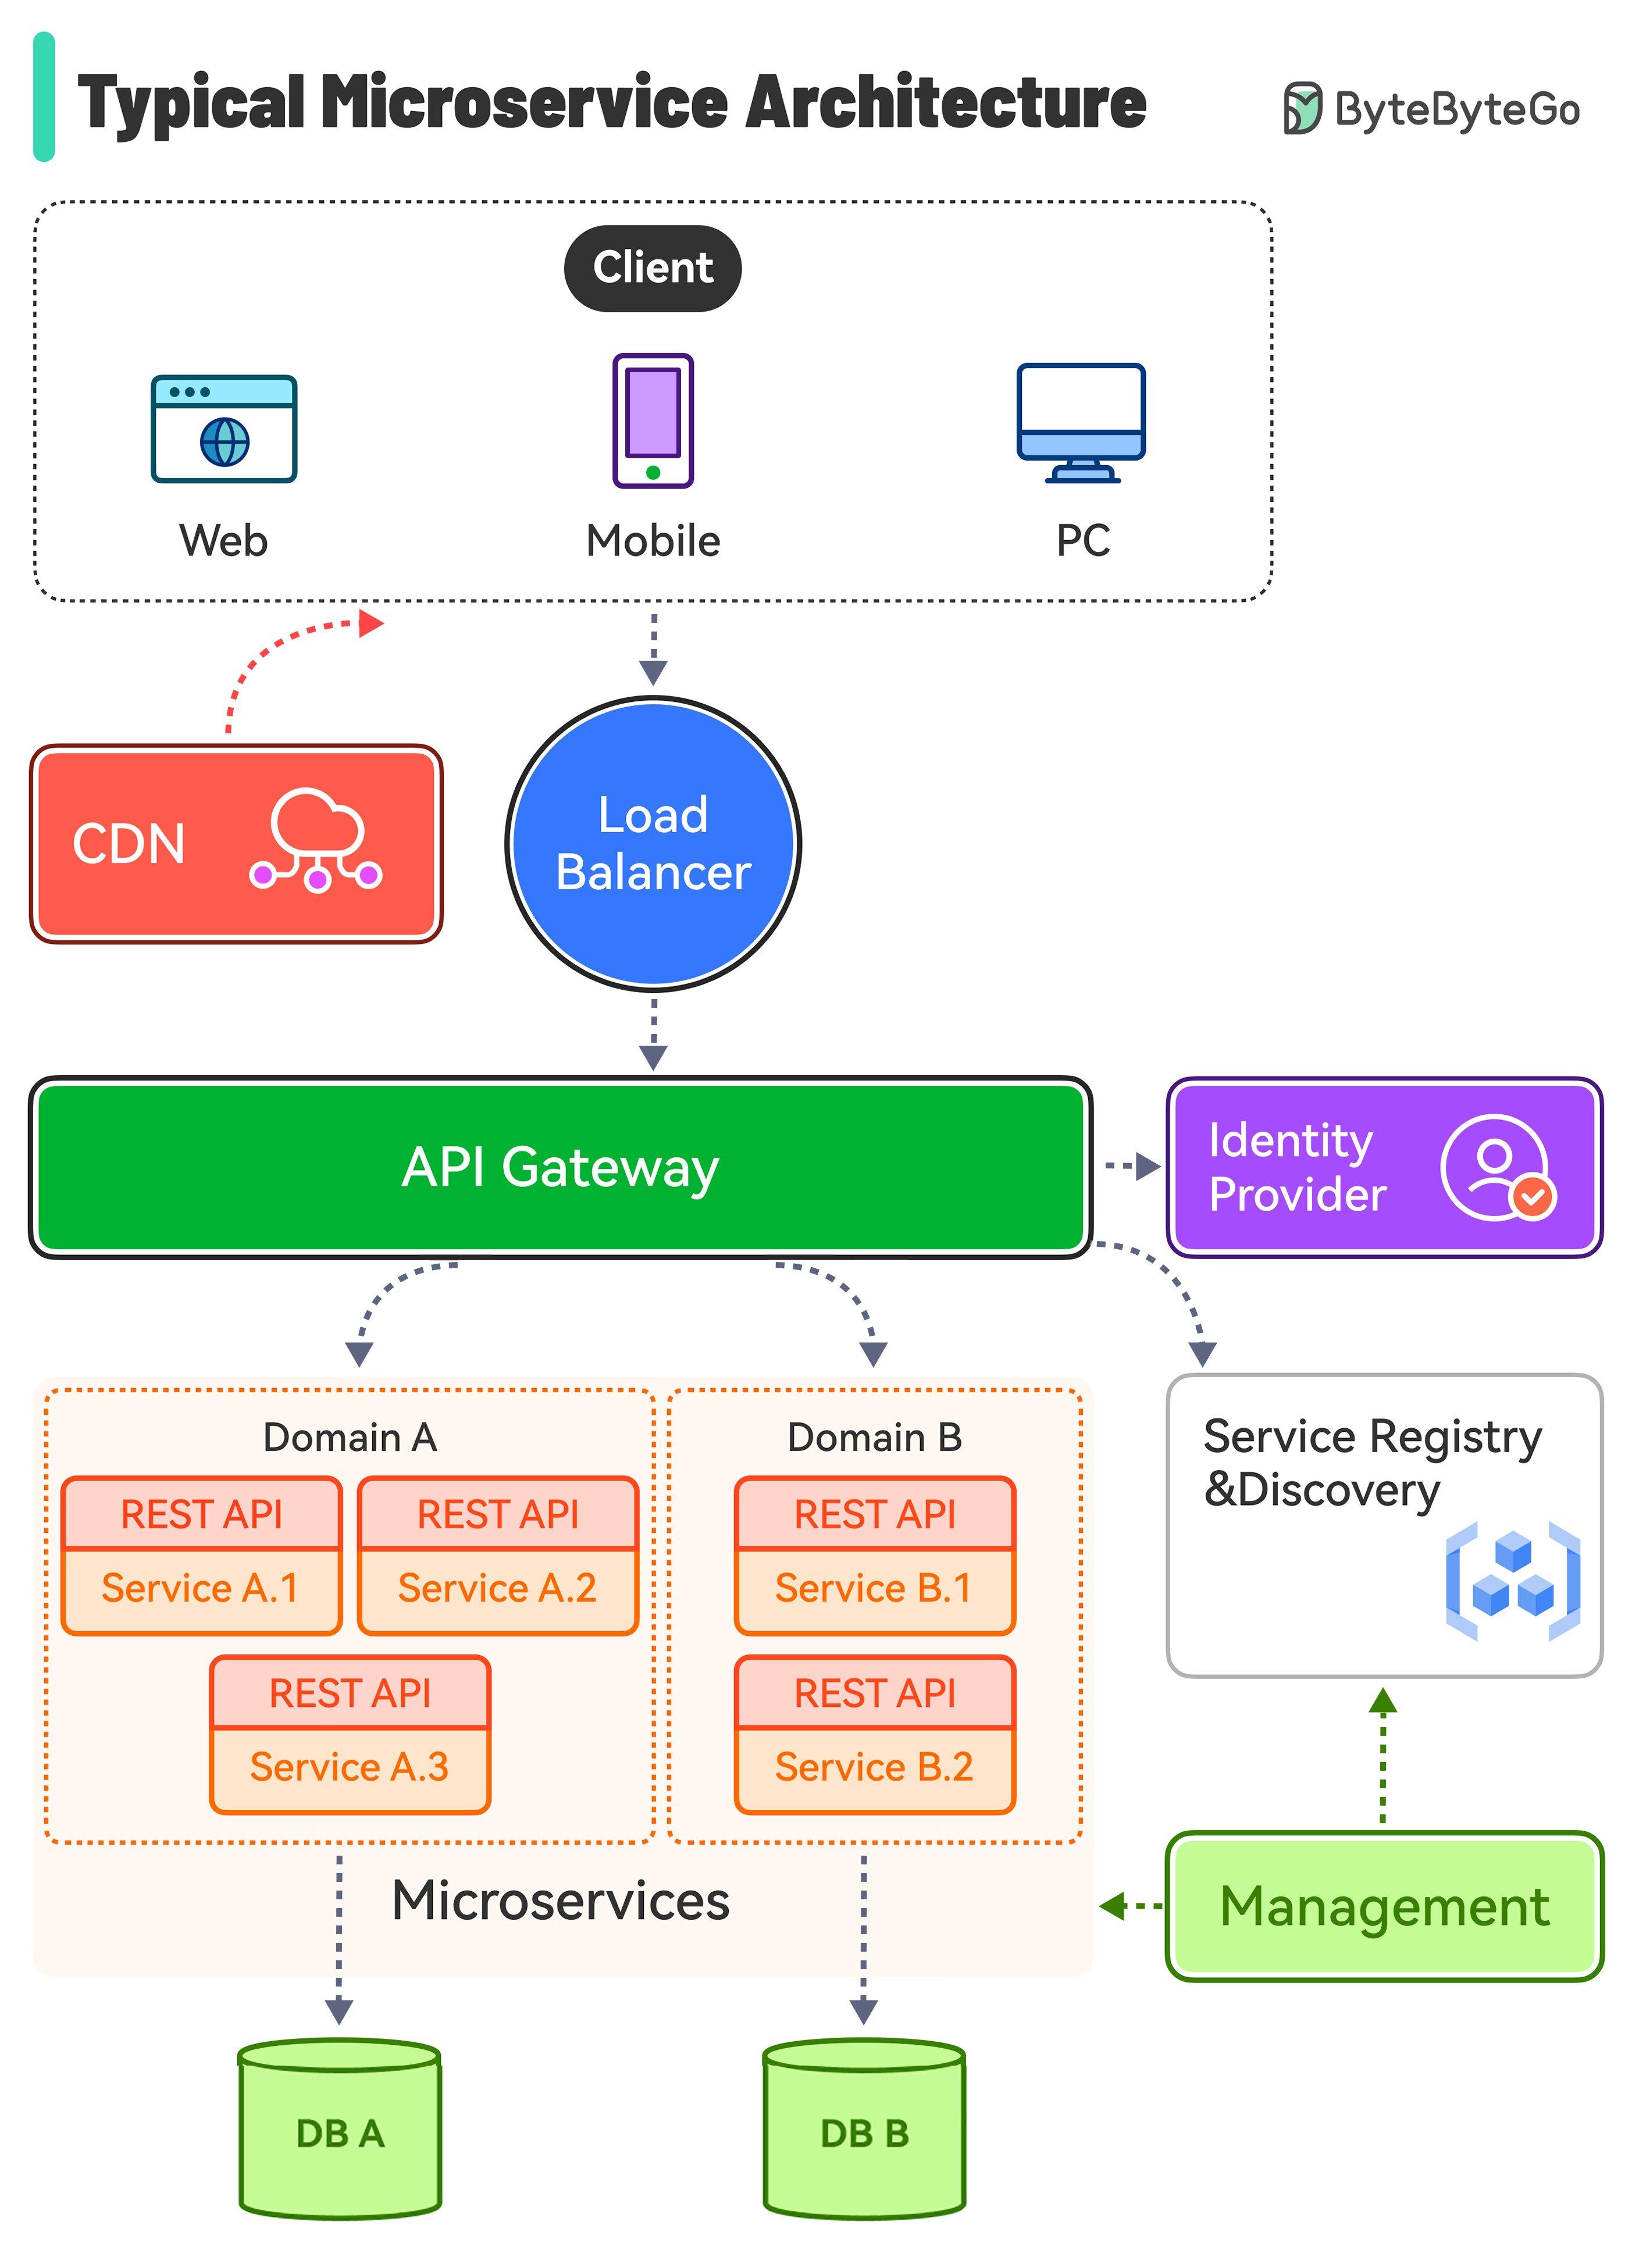 Typical Microservice Architecture
ByteByteGo
Client
Web
Mobile
PC
CDN
Load
Balancer
API Gateway
Identity
Provider
Domain A
REST API
Service A.1
REST API
Service A.2
REST API
Service A.3
Domain B
REST API
Service B.1
REST API
Service B.2
Service Registry
&Discovery
Microservices
Management
DB A
DB B